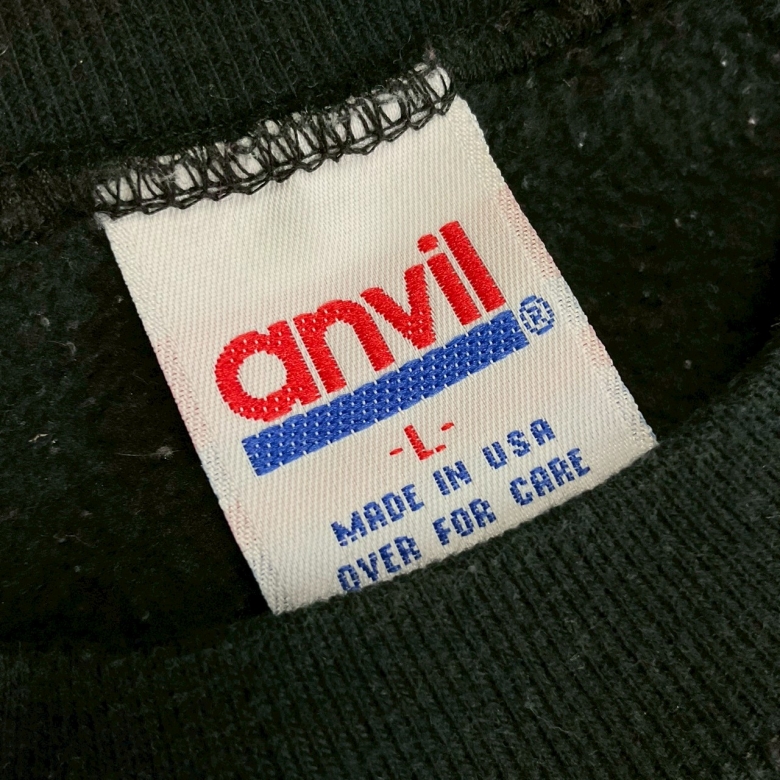 anvil®
-L-
MADE IN USA
OVER FOR CARE